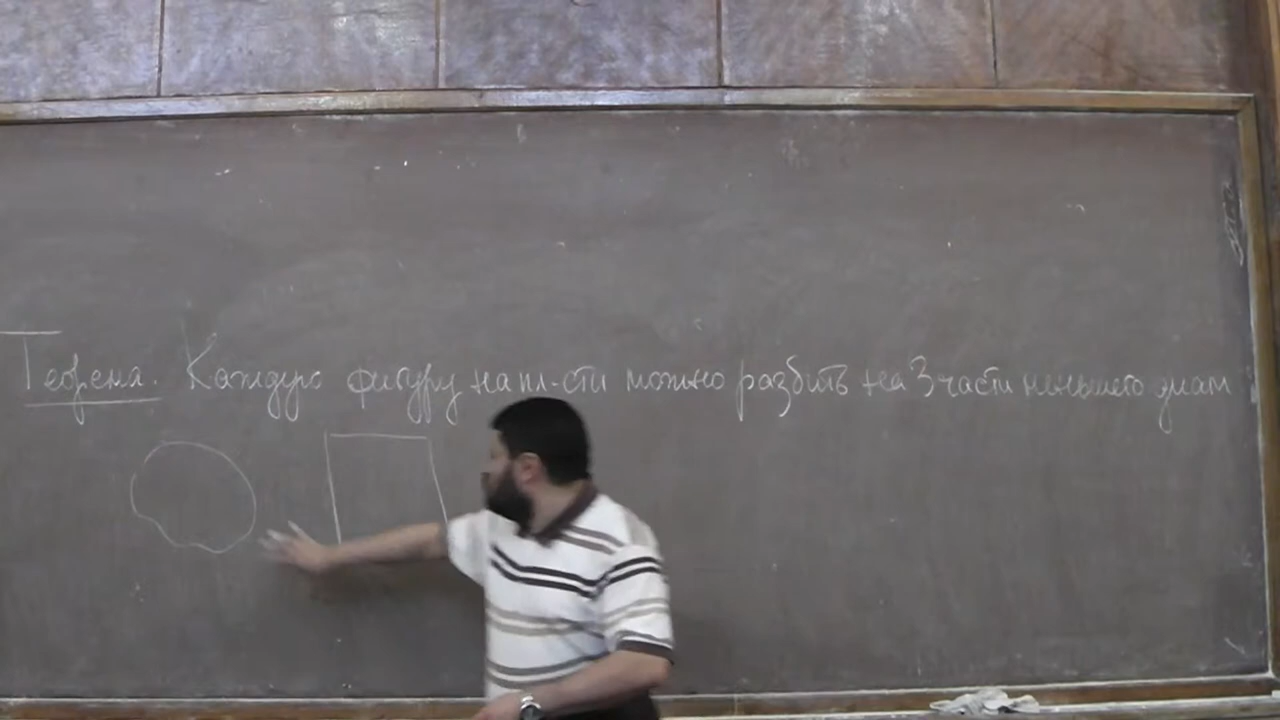 Теорема. Каждую фигуру на пл-сти можно разбить на 3 части меньшего диам